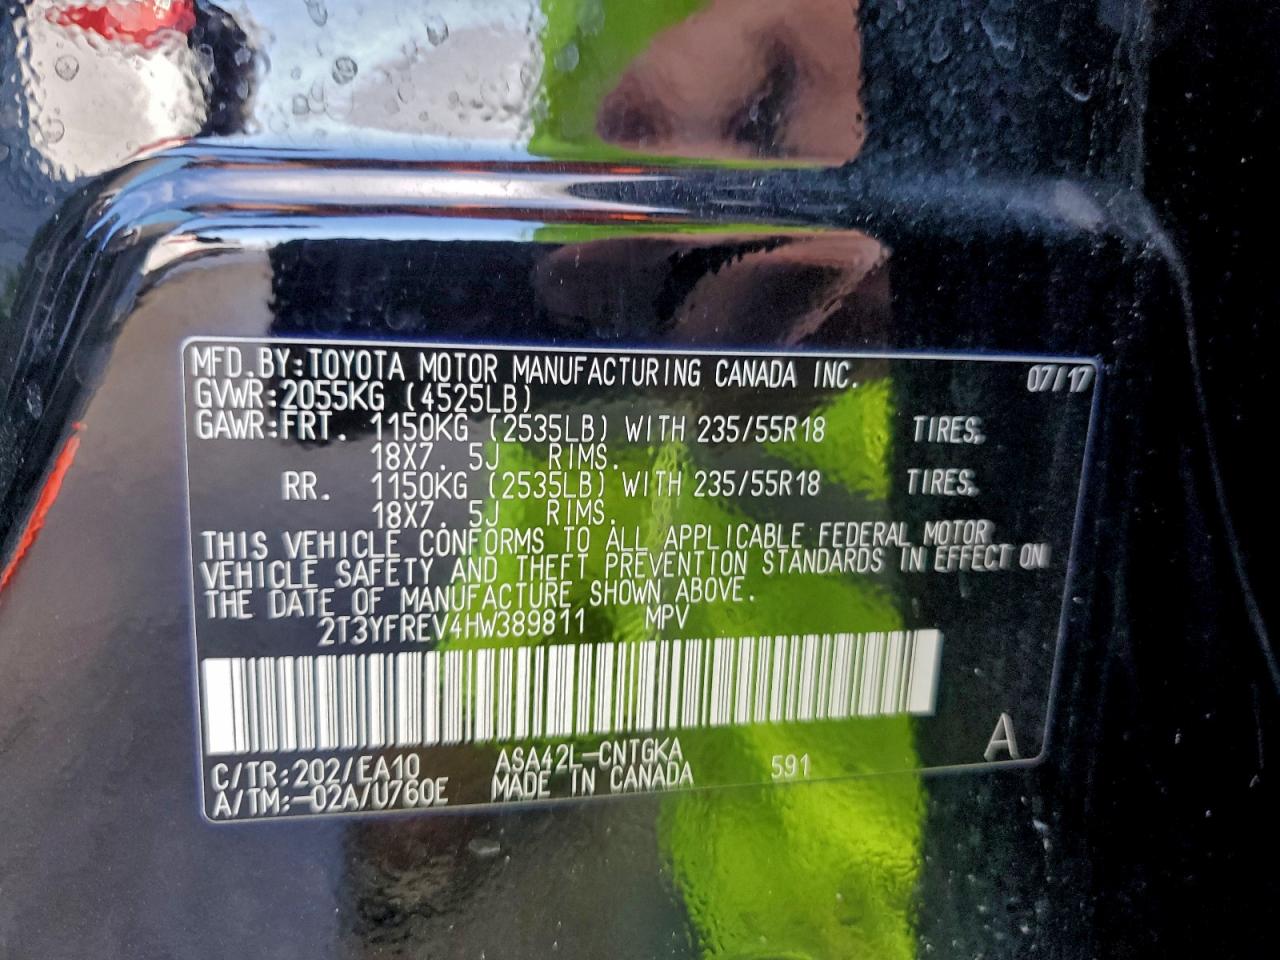 MFD.BY:TOYOTA MOTOR MANUFACTURING CANADA INC. 07/17
GVWR:2055KG (4525LB)
GAWR:FRT. 1150KG (2535LB) WITH 235/55R18 TIRES,
18X7.5J RIMS.
RR. 1150KG (2535LB) WITH 235/55R18 TIRES,
18X7.5J RIMS.
THIS VEHICLE CONFORMS TO ALL APPLICABLE FEDERAL MOTOR
VEHICLE SAFETY AND THEFT PREVENTION STANDARDS IN EFFECT ON
THE DATE OF MANUFACTURE SHOWN ABOVE.
2T3YFREV4HW389811 MPV
A
C/TR:202/EA10 ASA42L-CNTGKA 591
A/TM:-02A/U760E MADE IN CANADA